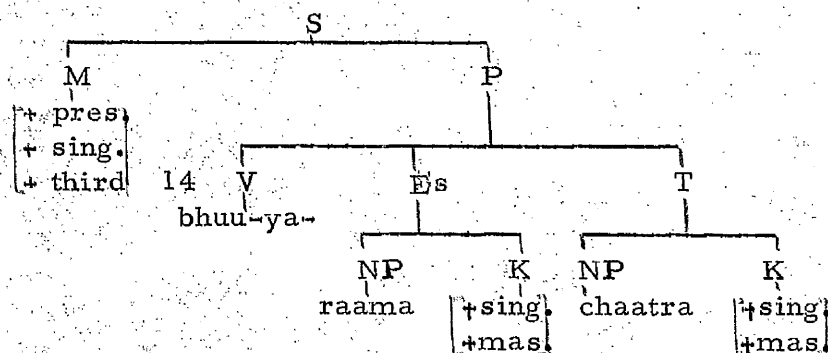 S
M P
+ pres.
+ sing.
+ third 14 V Es T
bhuu-ya-
NP K NP K
raama +sing. chaatra +sing.
+mas. +mas.